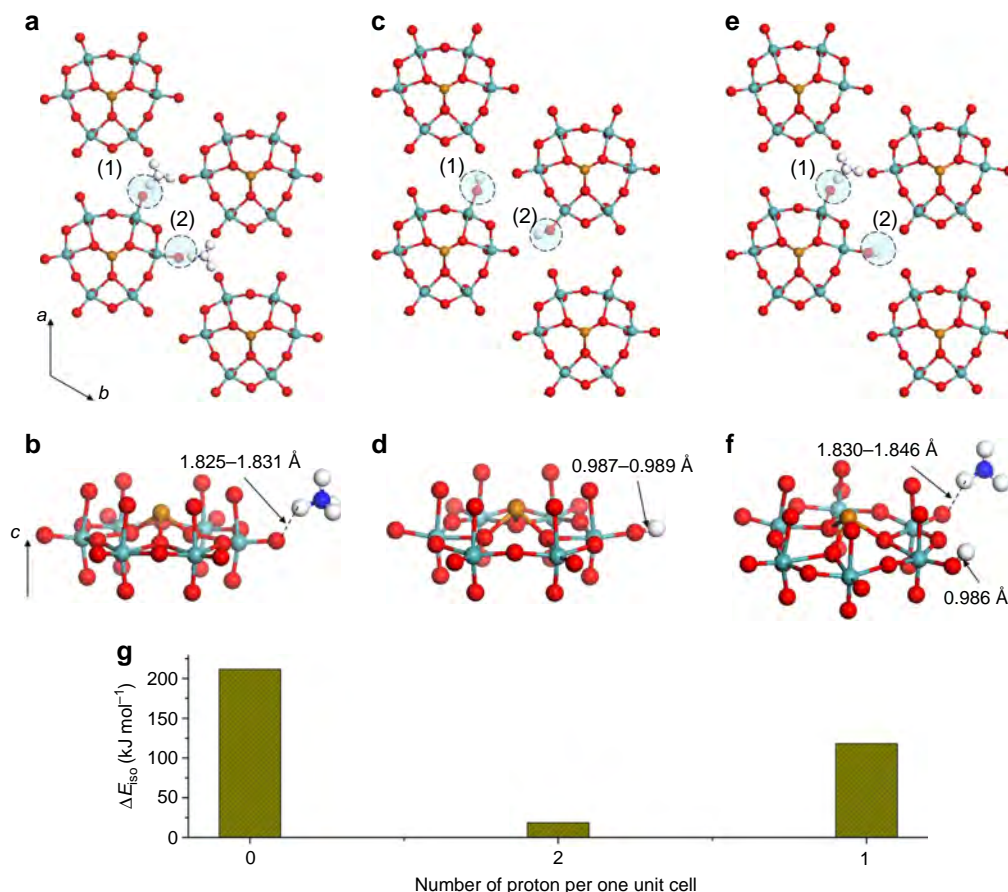 a
c
e
(1)
(2)
(1)
(2)
(1)
(2)
a
b
b
d
f
1.825–1.831 Å
0.987–0.989 Å
1.830–1.846 Å
c
0.986 Å
g
200
150
100
50
0
ΔE_iso (kJ mol⁻¹)
0 2 1
Number of proton per one unit cell